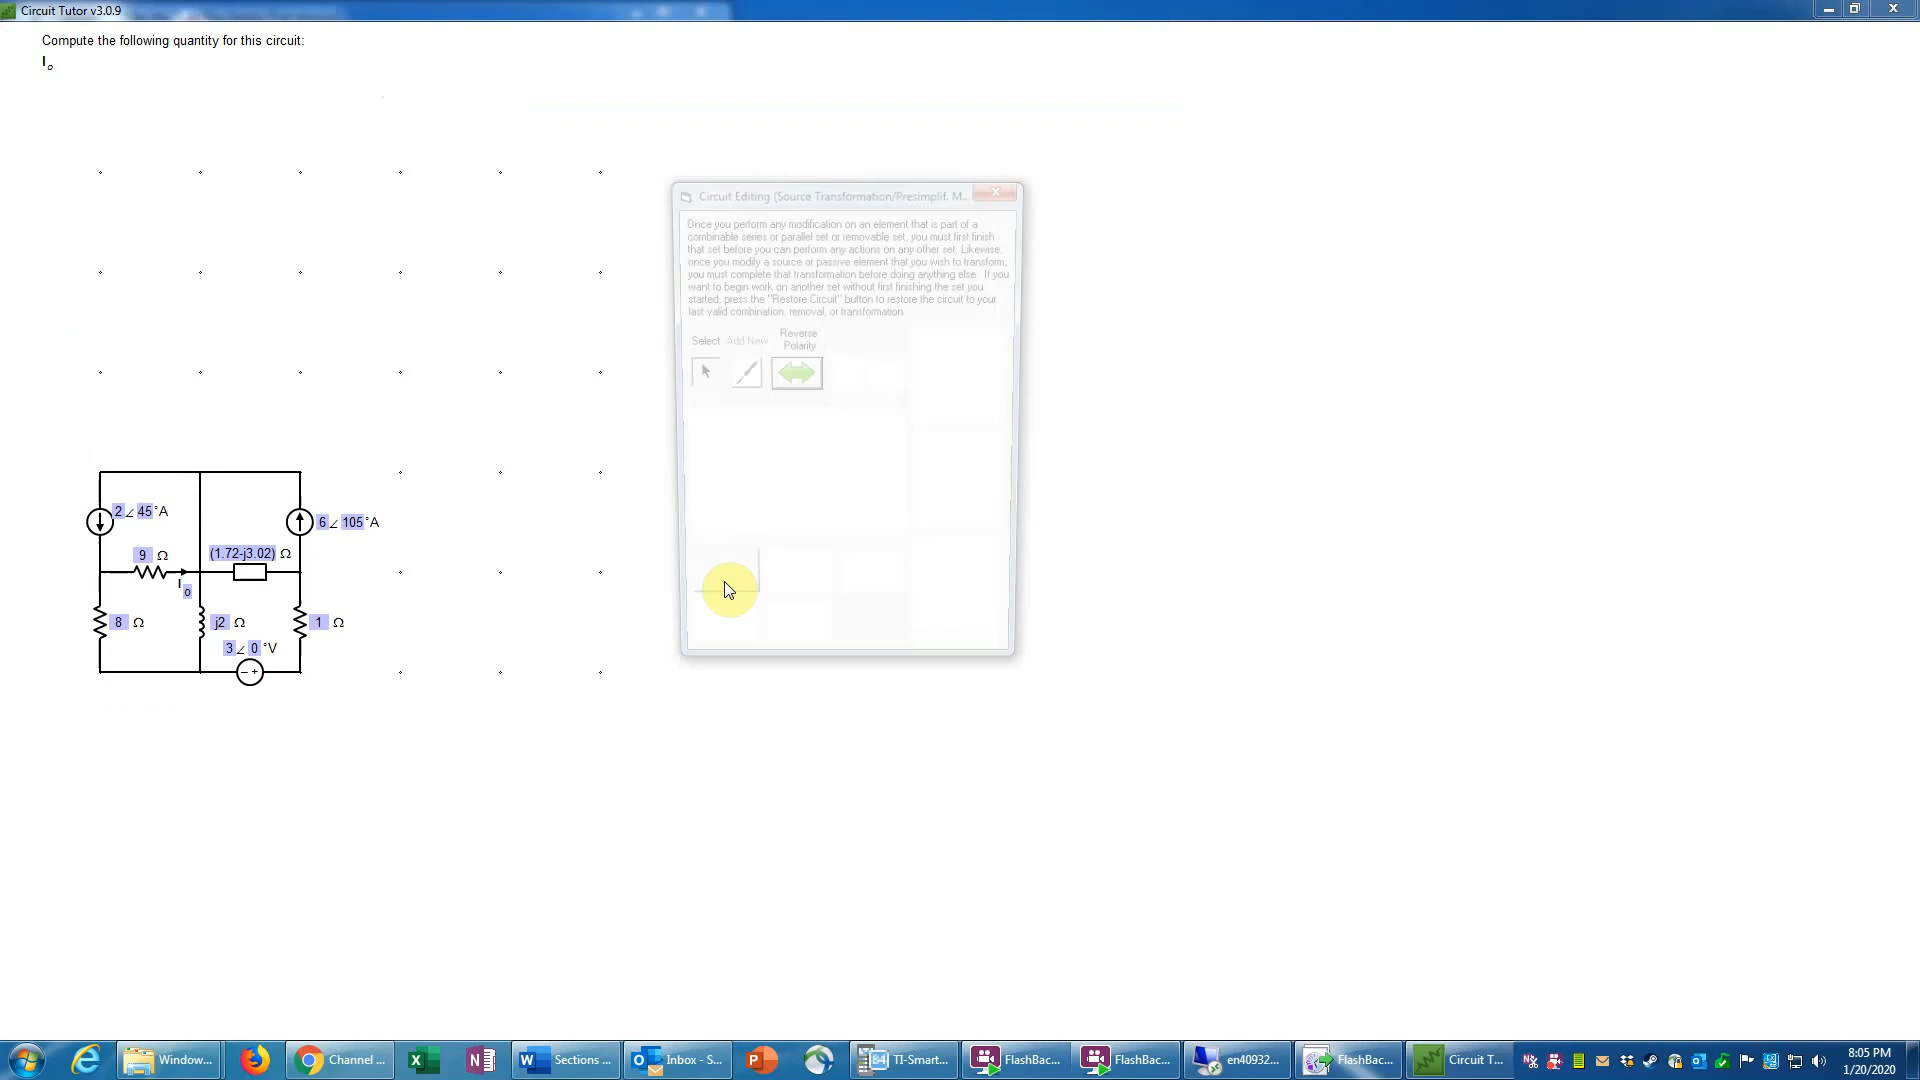 Circuit Tutor v3.0.9
Compute the following quantity for this circuit:
Io
Circuit Editing (Source Transformation/Presimplif. M...
Once you perform any modification on an element that is part of a
combinable series or parallel set or removable set, you must first finish
that set before you can perform any actions on any other set. Likewise,
once you modify a source or passive element that you wish to transform,
you must complete that transformation before doing anything else. If you
want to begin work on another set without first finishing the set you
started, press the "Restore Circuit" button to restore the circuit to your
last valid combination, removal, or transformation.
Select Add New Reverse
Polarity
2∠45°A
6∠105°A
9 Ω
(1.72-j3.02) Ω
Io
8 Ω
j2 Ω
1 Ω
3∠0°V
- +
Window...
Channel ...
Sections ...
Inbox - S...
TI-Smart...
FlashBac...
FlashBac...
en40932...
FlashBac...
Circuit T...
8:05 PM
1/20/2020